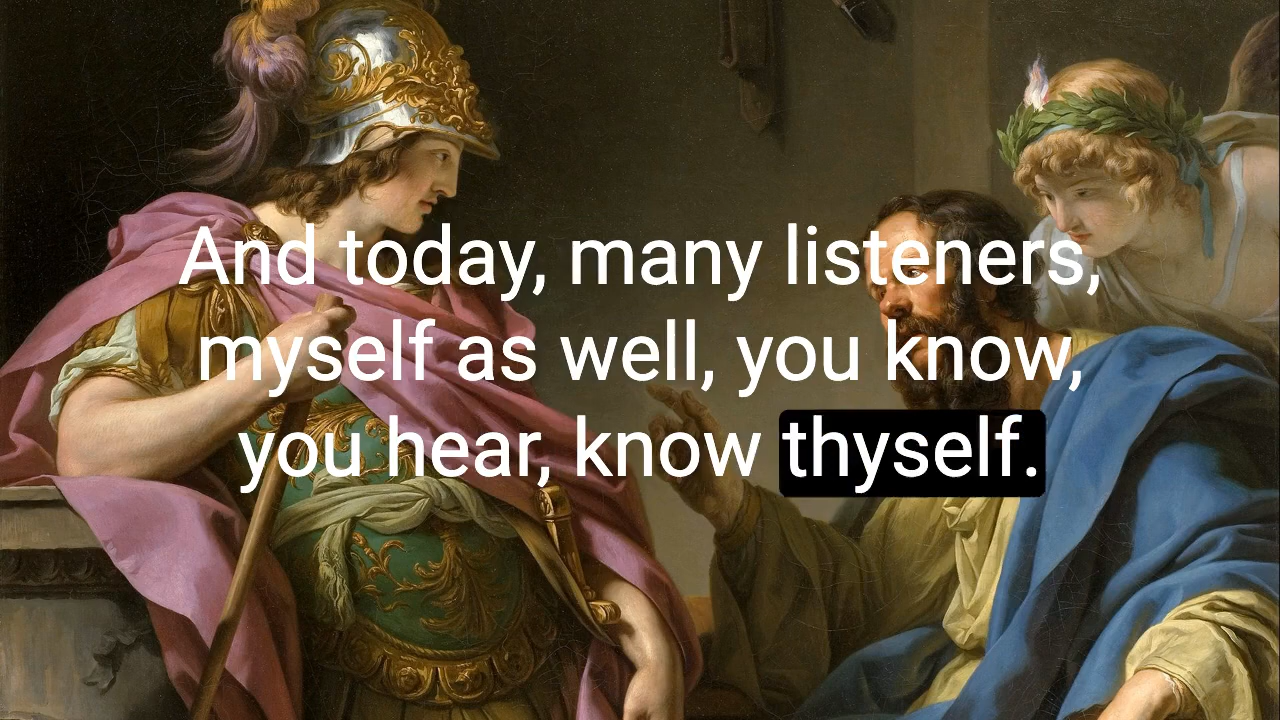 And today, many listeners,
myself as well, you know,
you hear, know thyself.